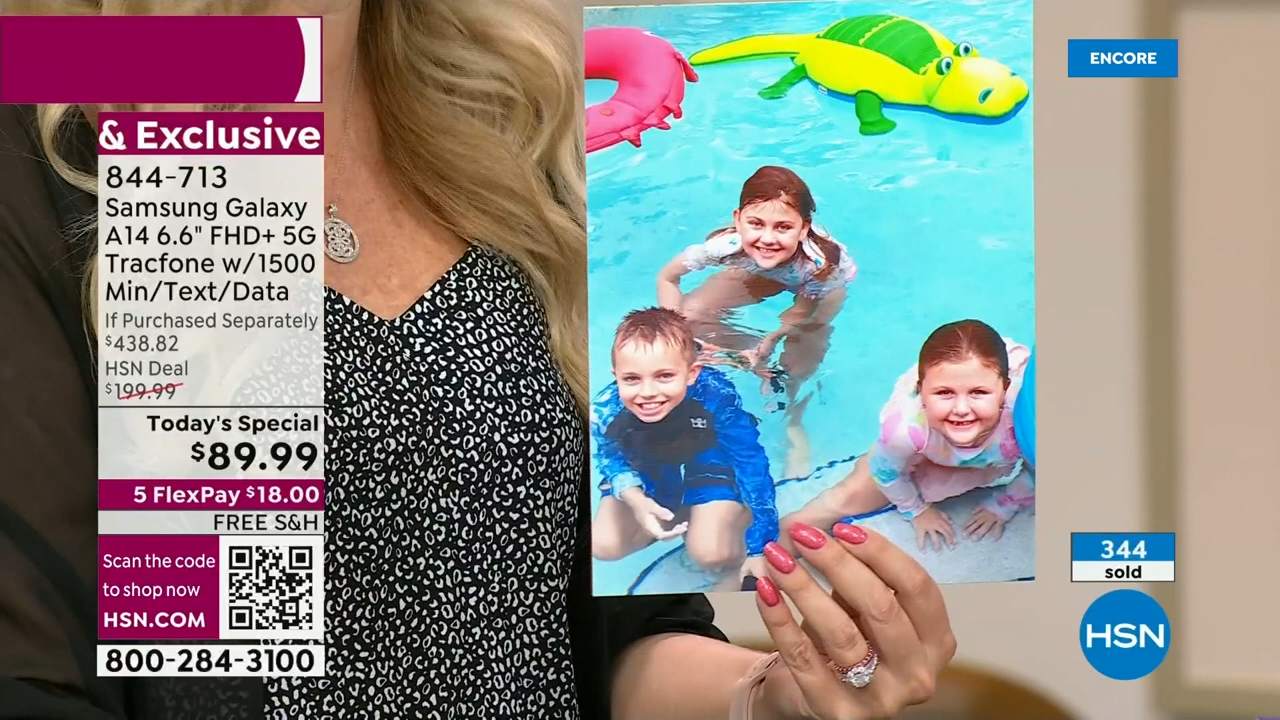 & Exclusive
844-713
Samsung Galaxy
A14 6.6" FHD+ 5G
Tracfone w/1500
Min/Text/Data
If Purchased Separately
$438.82
HSN Deal
$199.99
Today's Special
$89.99
5 FlexPay $18.00
FREE S&H
Scan the code
to shop now
HSN.COM
800-284-3100
ENCORE
344
sold
HSN